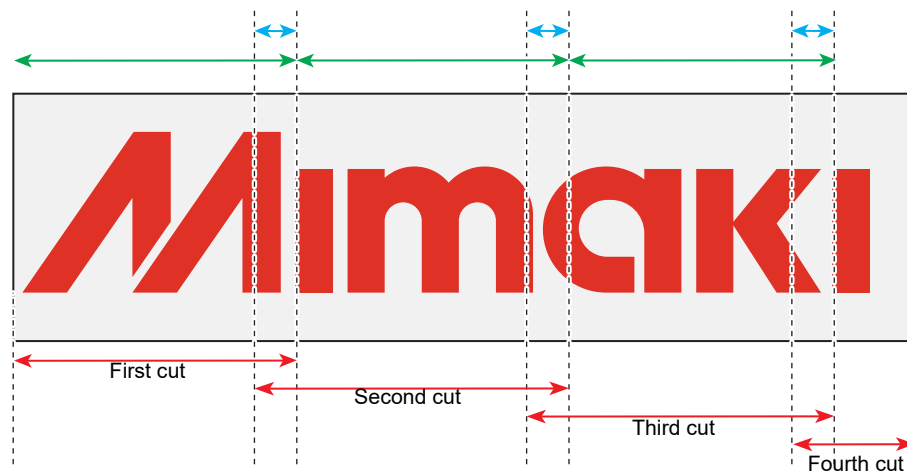 Mimaki
First cut
Second cut
Third cut
Fourth cut